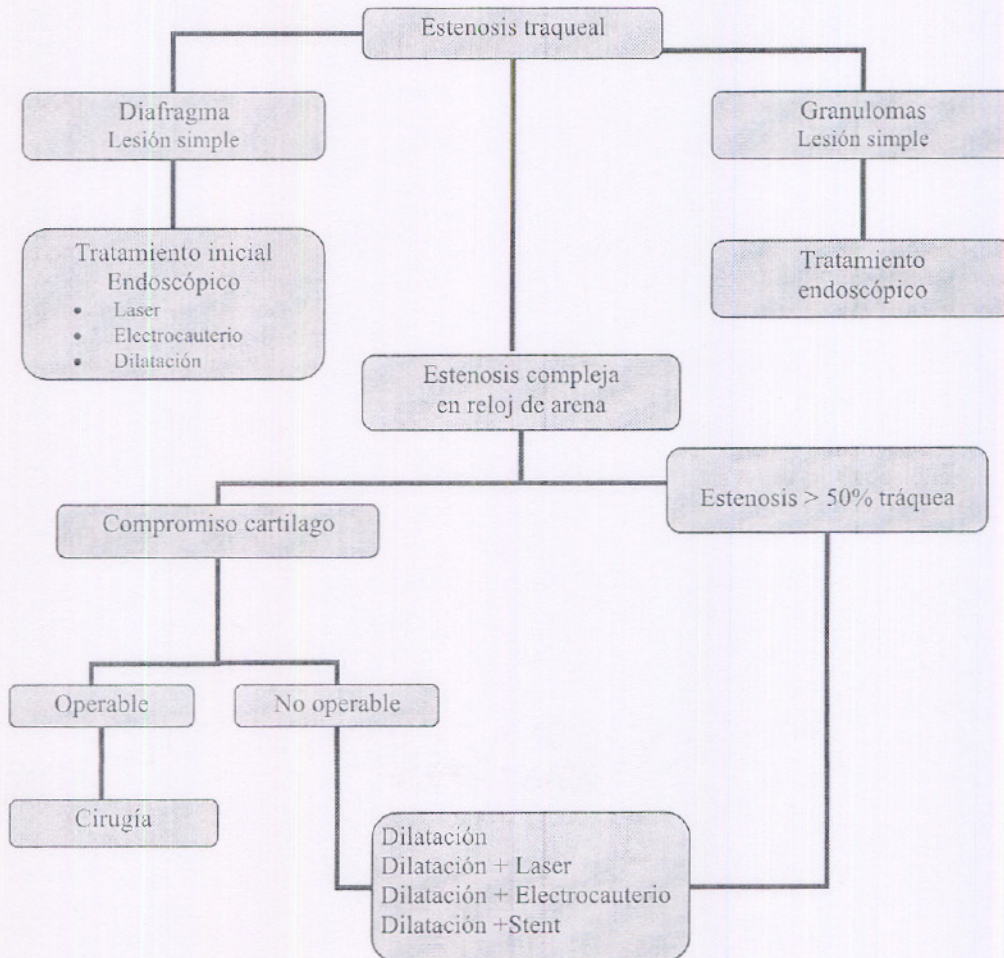 Estenosis traqueal
Diafragma
Lesión simple
Granulomas
Lesión simple
Tratamiento inicial
Endoscópico
• Laser
• Electrocauterio
• Dilatación
Tratamiento
endoscópico
Estenosis compleja
en reloj de arena
Compromiso cartilago
Estenosis > 50% tráquea
Operable
No operable
Cirugía
Dilatación
Dilatación + Laser
Dilatación + Electrocauterio
Dilatación +Stent